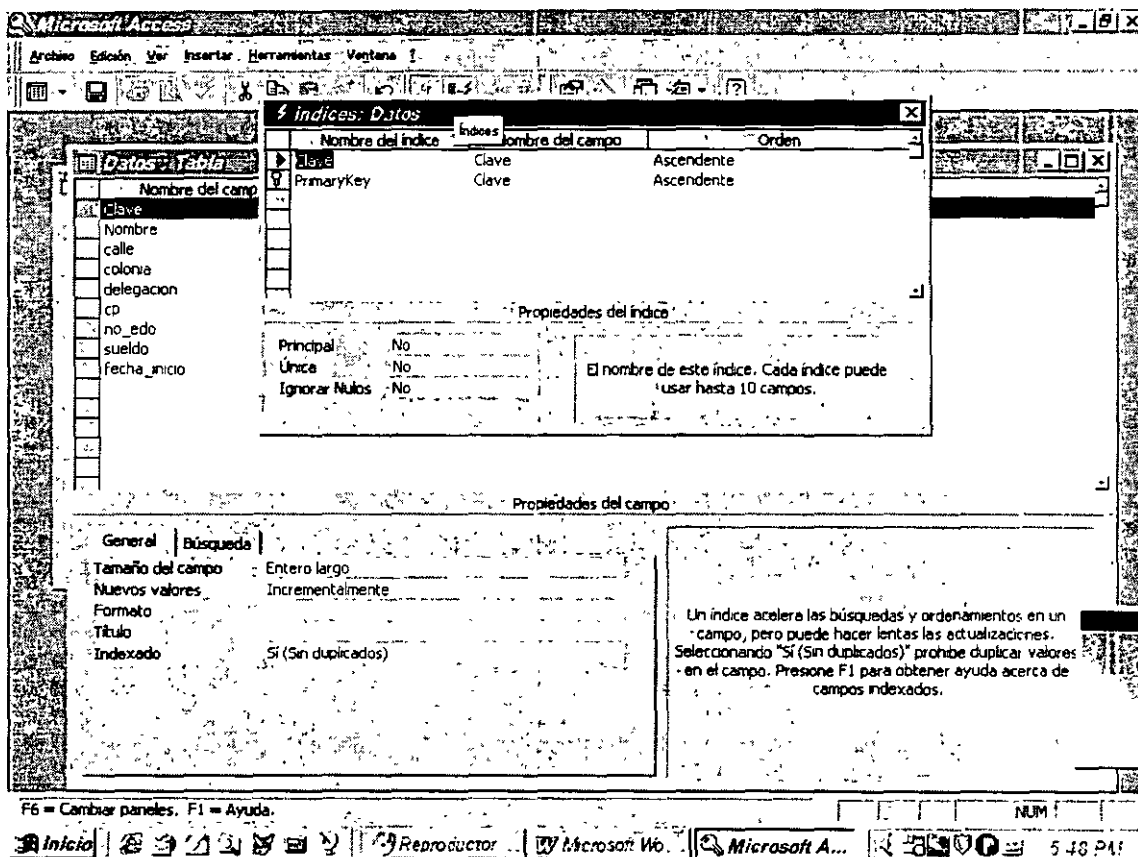 Microsoft Access
Archivo Edición Ver Insertar Herramientas Ventana ?
Índices: Datos
Nombre del índice Nombre del campo Orden
Índices
Clave Clave Ascendente
PrimaryKey Clave Ascendente
Datos : Tabla
Nombre del camp
Clave
Nombre
calle
colonia
delegacion
cp
no_edo
sueldo
fecha_inicio
Propiedades del índice
Principal No
Única No
Ignorar Nulos No
El nombre de este índice. Cada índice puede
usar hasta 10 campos.
Propiedades del campo
General Búsqueda
Tamaño del campo Entero largo
Nuevos valores Incrementalmente
Formato
Título
Indexado Sí (Sin duplicados)
Un índice acelera las búsquedas y ordenamientos en un
campo, pero puede hacer lentas las actualizaciones.
Seleccionando "Sí (Sin duplicados)" prohibe duplicar valores
en el campo. Presione F1 para obtener ayuda acerca de
campos indexados.
F6 = Cambiar paneles. F1 = Ayuda.
NUM
Inicio Reproductor ... Microsoft Wo... Microsoft A... 5:48 PM